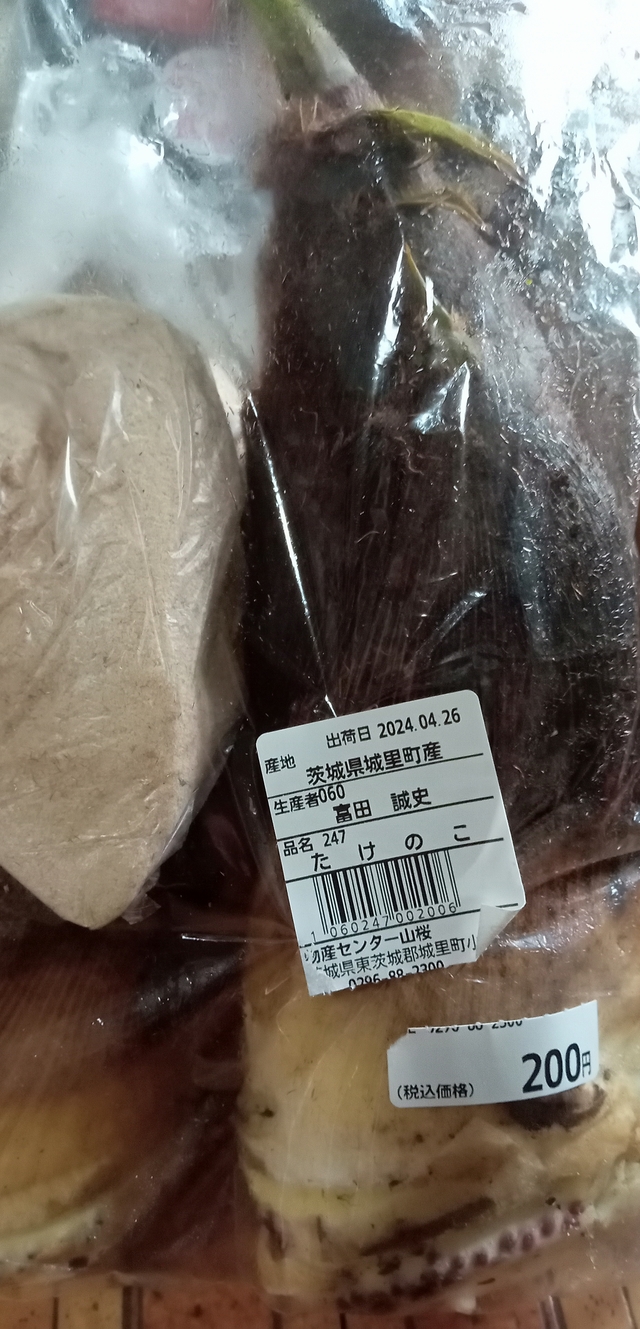 出荷日 2024.04.26
産地 茨城県城里町産
生産者060
富田 誠史
品名 247
たけのこ
1 060247 002006
物産センター山桜
城県東茨城郡城里町小
0296-88-2300
200円
(税込価格)